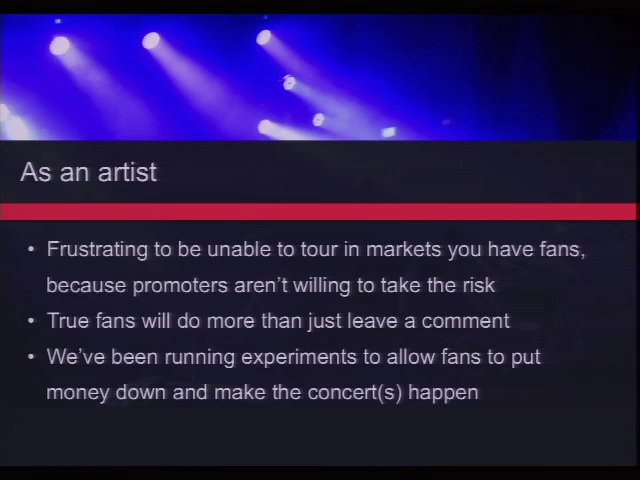 As an artist
• Frustrating to be unable to tour in markets you have fans,
because promoters aren’t willing to take the risk
• True fans will do more than just leave a comment
• We’ve been running experiments to allow fans to put
money down and make the concert(s) happen